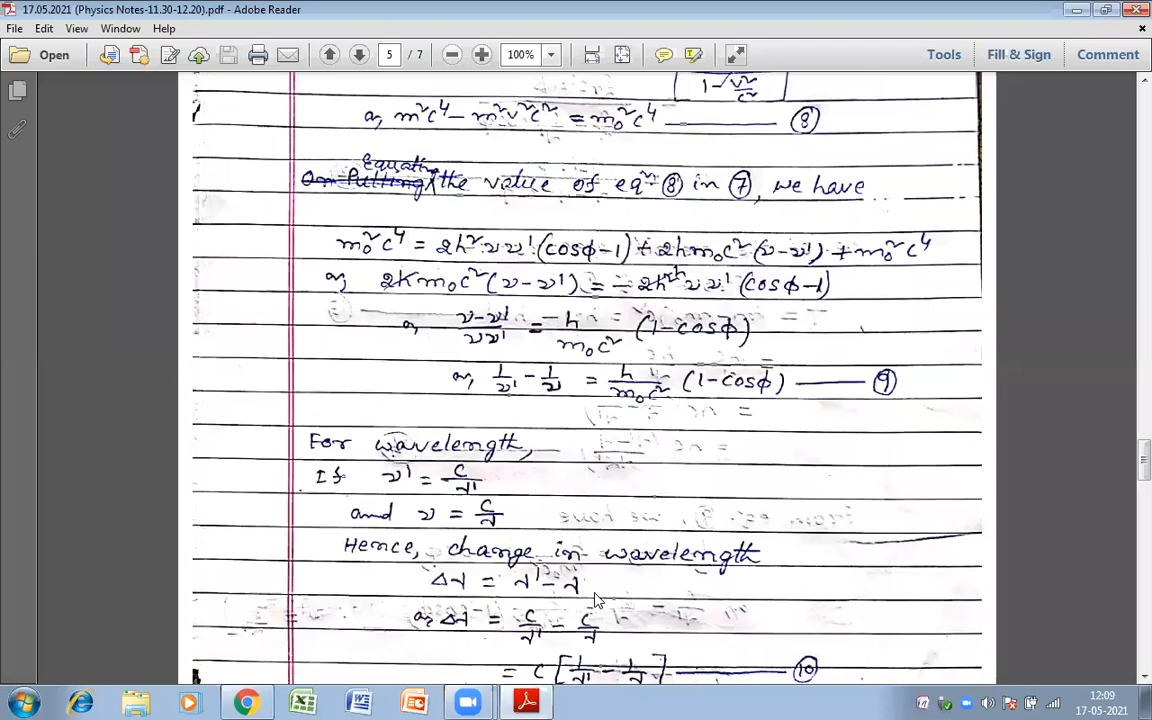 17.05.2021 (Physics Notes-11.30-12.20).pdf - Adobe Reader
File Edit View Window Help
Open 5 / 7 100% Tools Fill & Sign Comment
1-v²/c²
or, m²c⁴ - m²v²c² = m₀²c⁴ ⑧
Equating
On Putting the value of eqⁿ ⑧ in ⑦, we have
m₀²c⁴ = 2h²νν'(cosφ-1) + 2hm₀c²(ν-ν') + m₀²c⁴
or, 2hm₀c²(ν-ν') = -2h²νν'(cosφ-1)
or, ν-ν'/νν' = -h/m₀c² (1-cosφ)
or, 1/ν' - 1/ν = h/m₀c² (1-cosφ) ⑨
For wavelength,
If ν' = c/λ'
and ν = c/λ
Hence, change in wavelength
Δλ = λ' - λ
or, Δλ = c/λ' - c/λ
= c [1/λ' - 1/λ] ⑩
12:09
17-05-2021